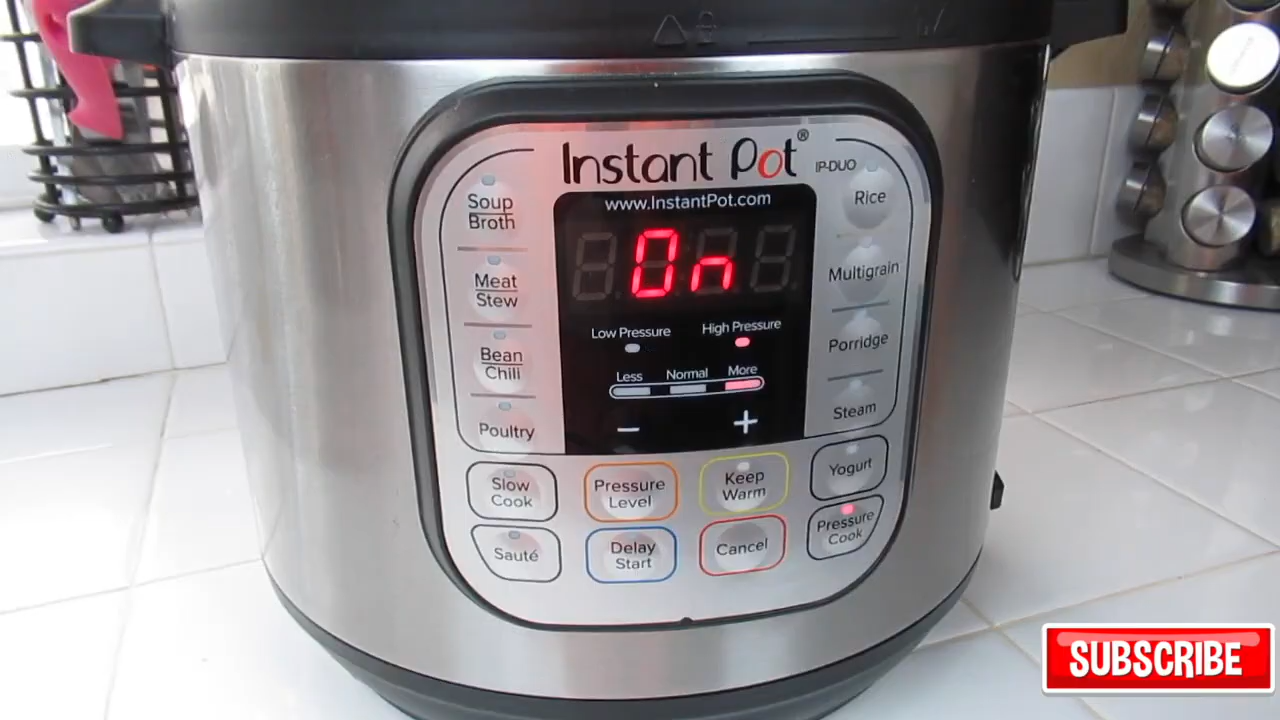 Instant Pot®
IP-DUO
www.InstantPot.com
On
Low Pressure
High Pressure
Less
Normal
More
−
+
Soup
Broth
Meat
Stew
Bean
Chili
Poultry
Rice
Multigrain
Porridge
Steam
Slow
Cook
Pressure
Level
Keep
Warm
Yogurt
Sauté
Delay
Start
Cancel
Pressure
Cook
SUBSCRIBE